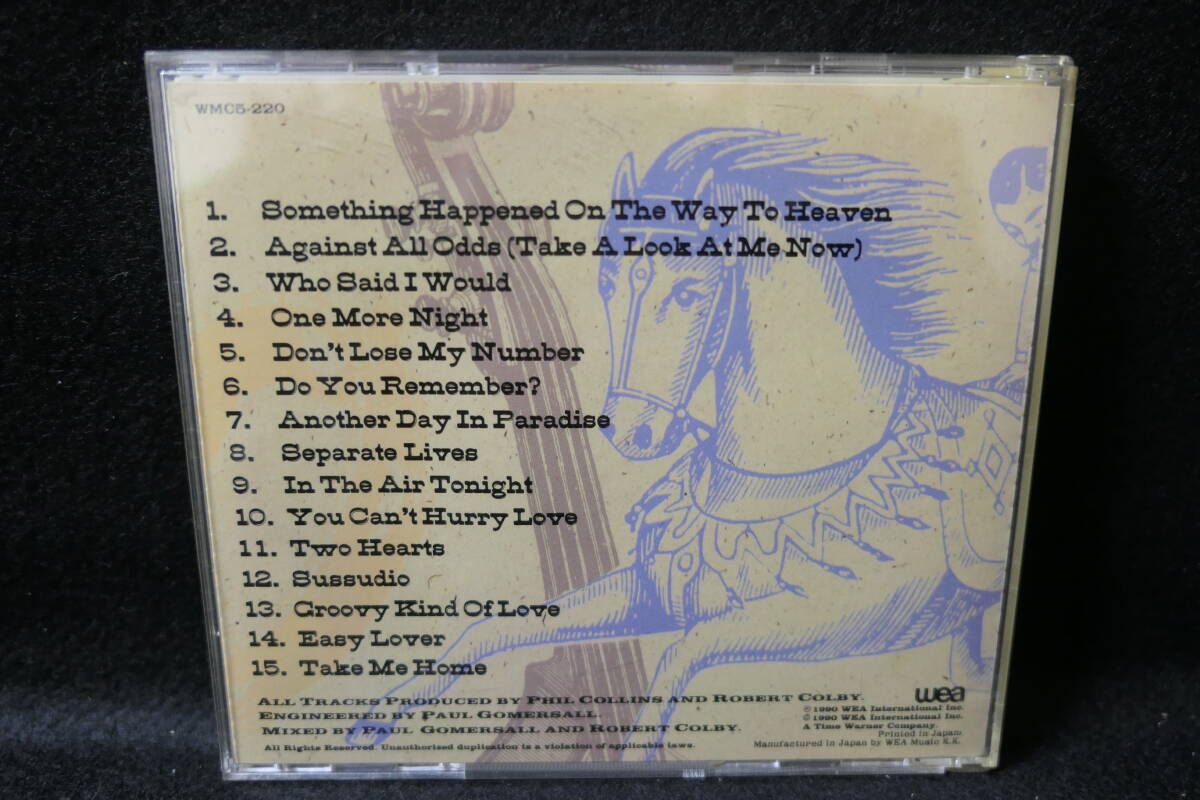 WMC5-220
1. Something Happened On The Way To Heaven
2. Against All Odds (Take A Look At Me Now)
3. Who Said I Would
4. One More Night
5. Don't Lose My Number
6. Do You Remember?
7. Another Day In Paradise
8. Separate Lives
9. In The Air Tonight
10. You Can't Hurry Love
11. Two Hearts
12. Sussudio
13. Groovy Kind Of Love
14. Easy Lover
15. Take Me Home
All Tracks Produced by Phil Collins and Robert Colby.
Engineered by Paul Gomersall.
Mixed by Paul Gomersall and Robert Colby.
All Rights Reserved. Unauthorized duplication is a violation of applicable laws.
wea
℗ 1990 WEA International Inc.
© 1990 WEA International Inc.
A Time Warner Company.
Printed in Japan
Manufactured in Japan by WEA Music K.K.